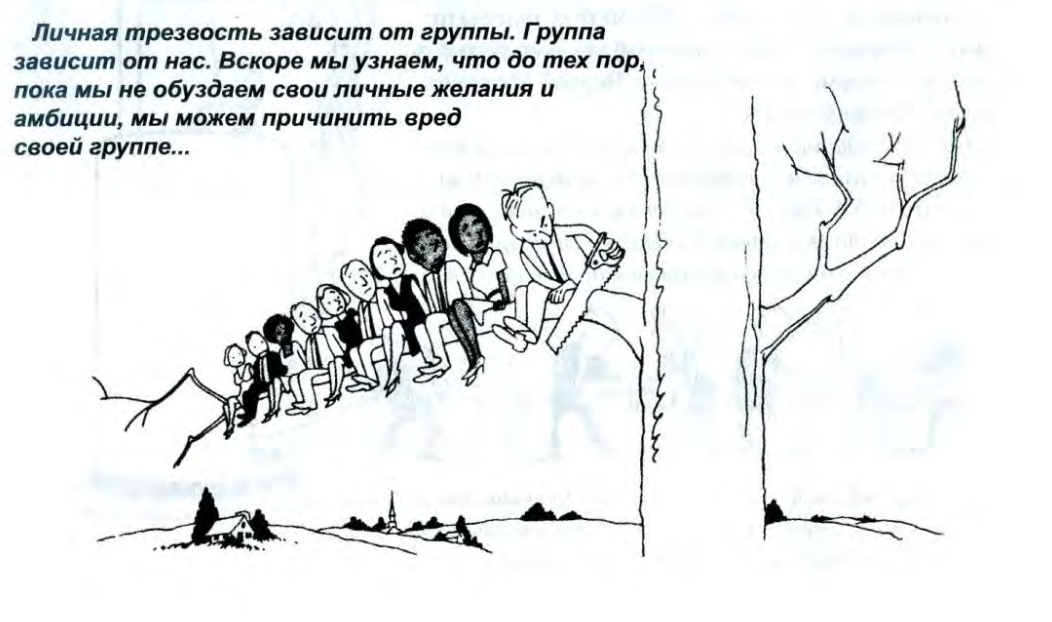 Личная трезвость зависит от группы. Группа
зависит от нас. Вскоре мы узнаем, что до тех пор,
пока мы не обуздаем свои личные желания и
амбиции, мы можем причинить вред
своей группе...